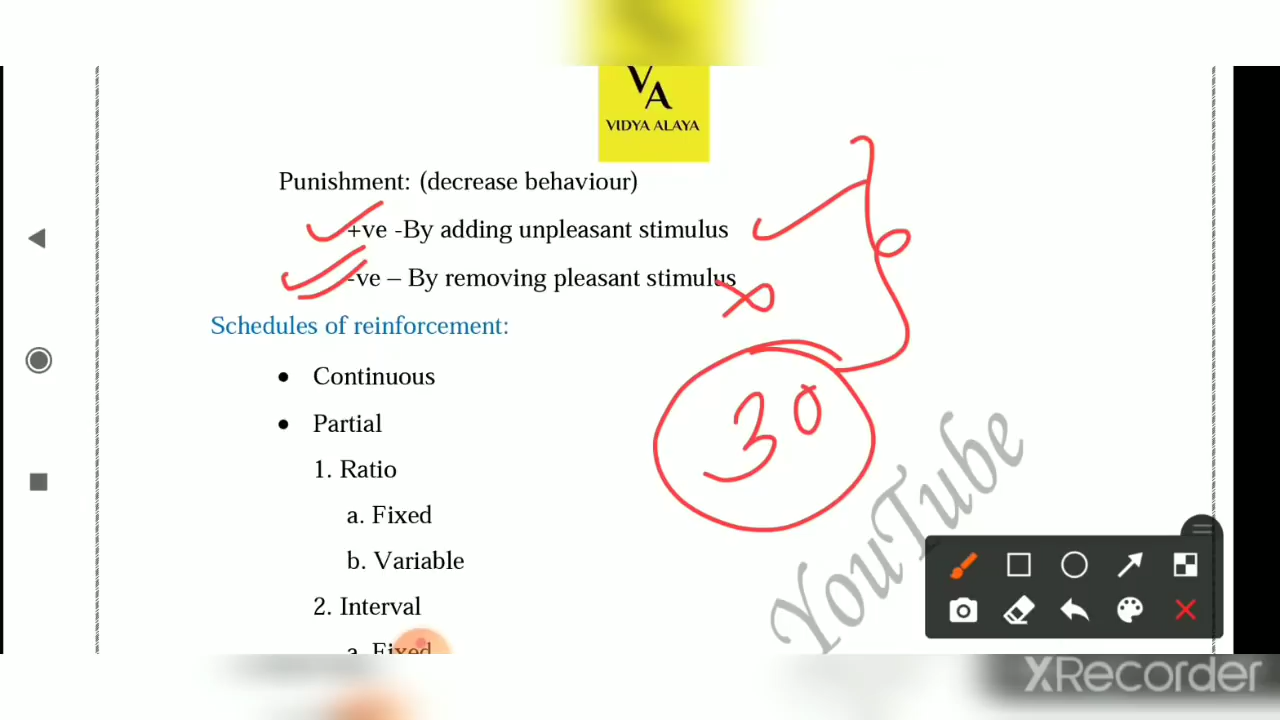 VA
VIDYA ALAYA
Punishment: (decrease behaviour)
+ve -By adding unpleasant stimulus
-ve – By removing pleasant stimulus
Schedules of reinforcement:
• Continuous
• Partial
1. Ratio
a. Fixed
b. Variable
2. Interval
a. Fixed
30
YouTube
XRecorder